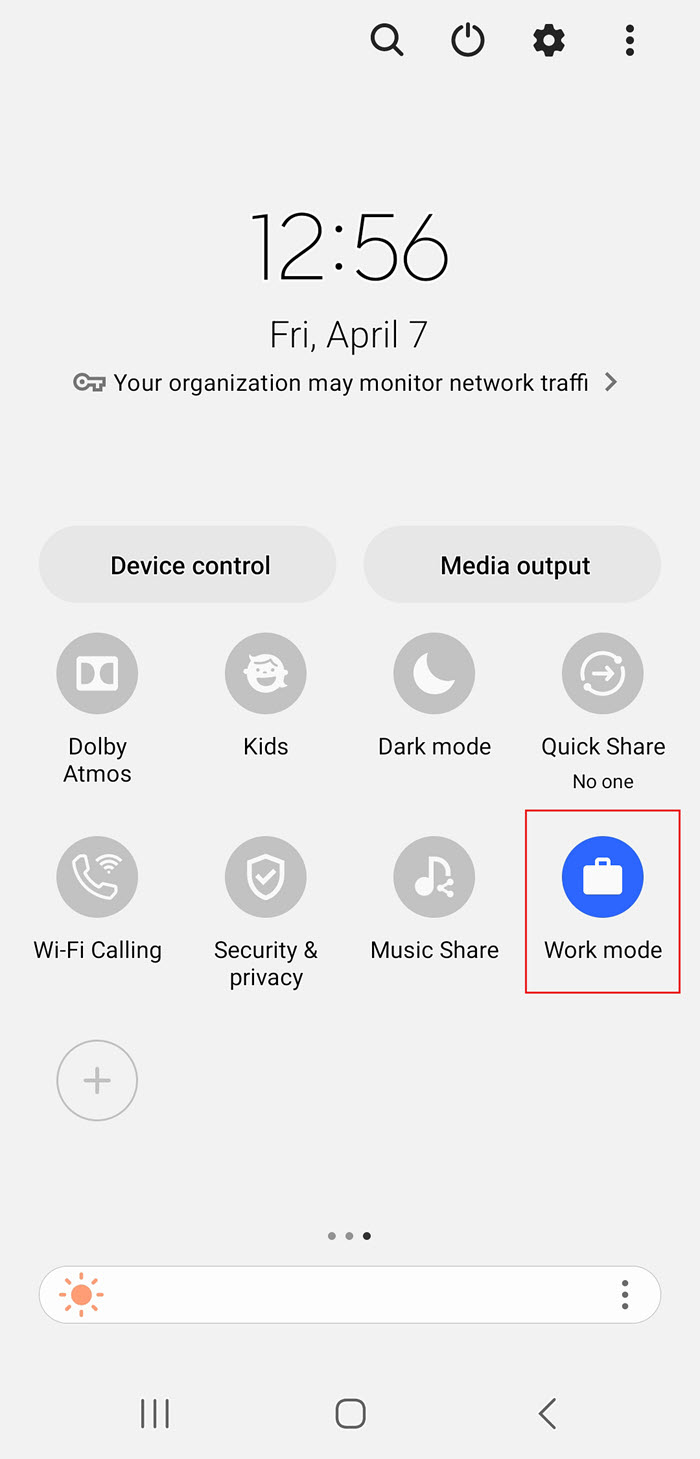 12:56
Fri, April 7
Your organization may monitor network traffi
Device control
Media output
Dolby
Atmos
Kids
Dark mode
Quick Share
No one
Wi-Fi Calling
Security &
privacy
Music Share
Work mode